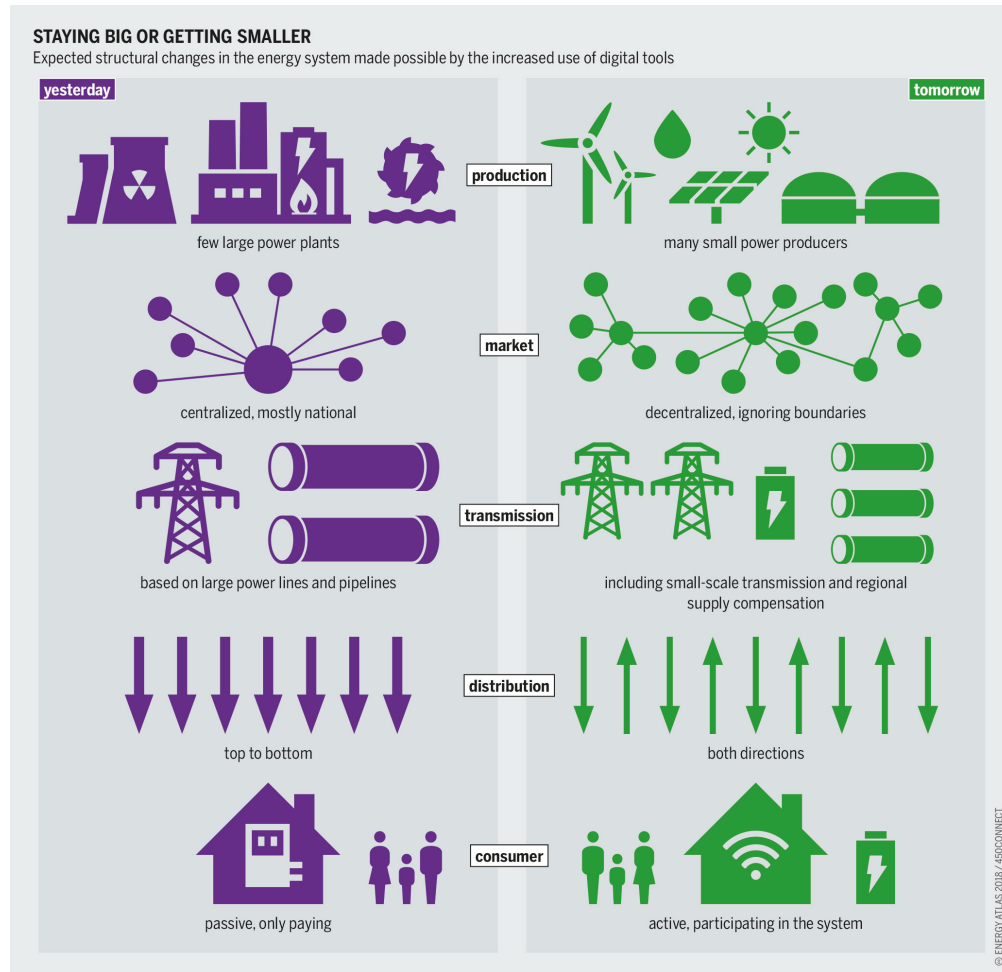 STAYING BIG OR GETTING SMALLER
Expected structural changes in the energy system made possible by the increased use of digital tools
yesterday
tomorrow
production
few large power plants
many small power producers
market
centralized, mostly national
decentralized, ignoring boundaries
transmission
based on large power lines and pipelines
including small-scale transmission and regional
supply compensation
distribution
top to bottom
both directions
consumer
passive, only paying
active, participating in the system
ENERGY ATLAS 2018 / 450CONNECT